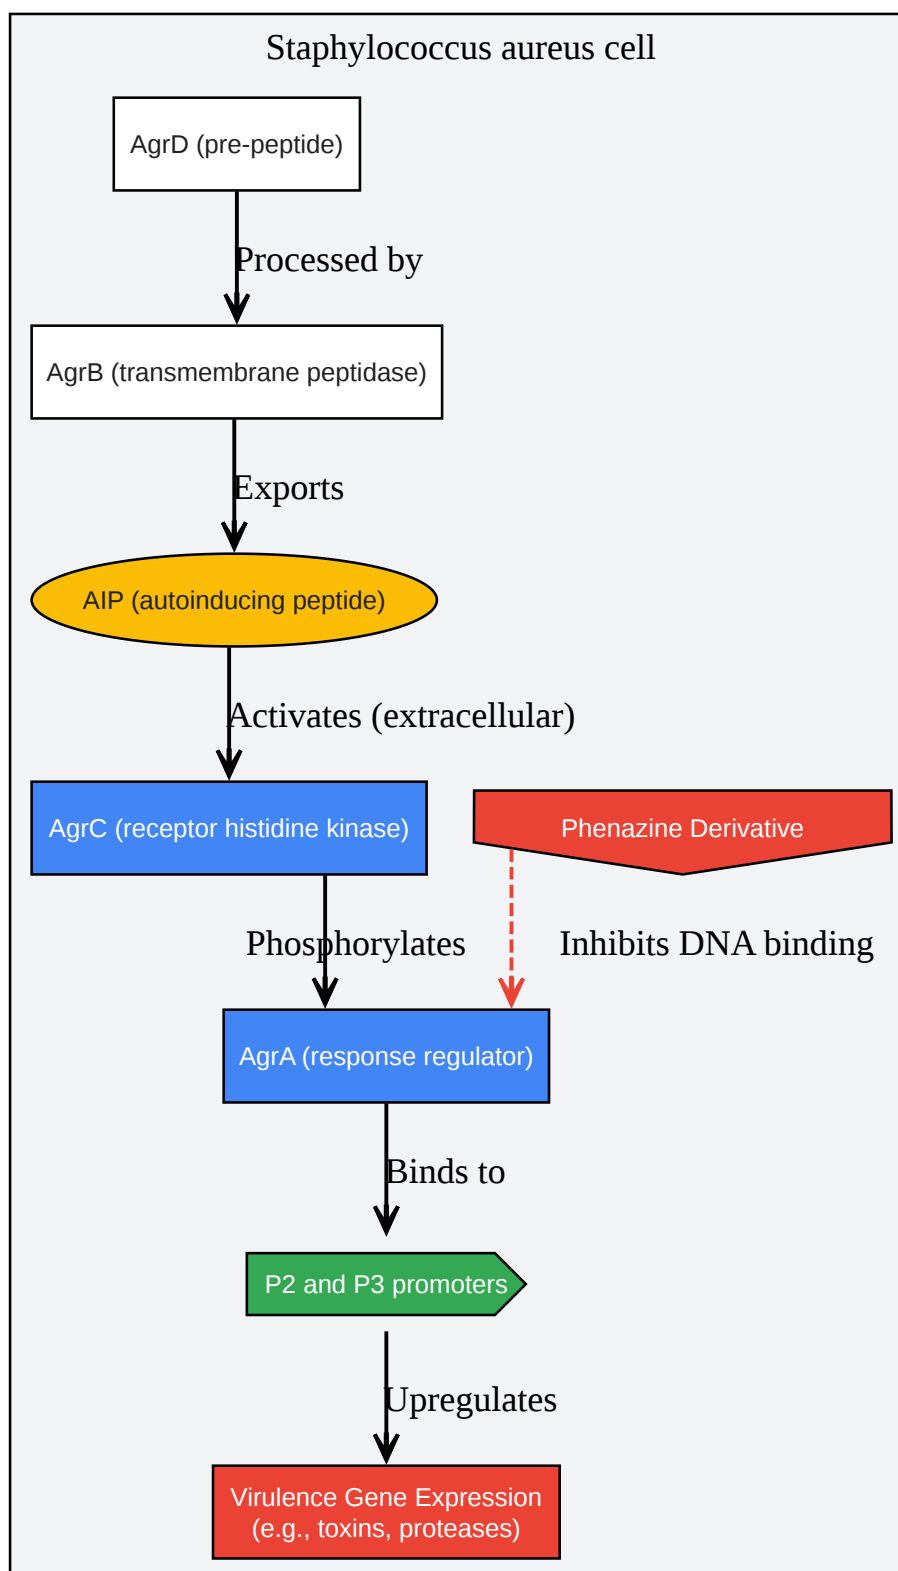 Staphylococcus aureus cell
AgrD (pre-peptide)
Processed by
AgrB (transmembrane peptidase)
Exports
AIP (autoinducing peptide)
Activates (extracellular)
AgrC (receptor histidine kinase)
Phenazine Derivative
Phosphorylates
Inhibits DNA binding
AgrA (response regulator)
Binds to
P2 and P3 promoters
Upregulates
Virulence Gene Expression
(e.g., toxins, proteases)